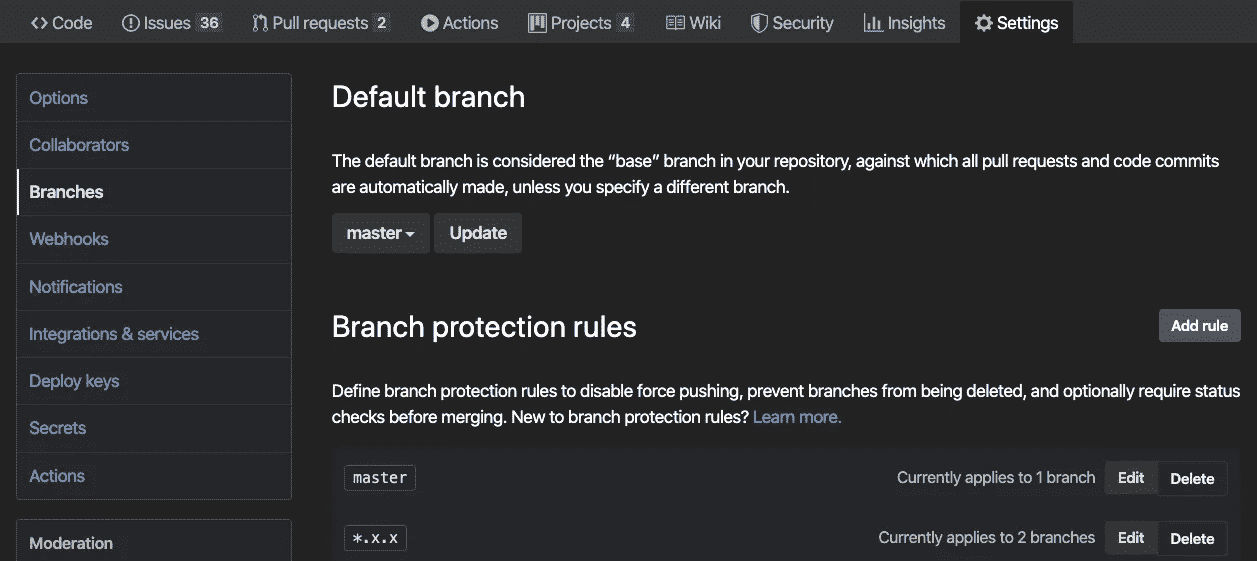 Code Issues 36 Pull requests 2 Actions Projects 4 Wiki Security Insights Settings
Options
Collaborators
Branches
Webhooks
Notifications
Integrations & services
Deploy keys
Secrets
Actions
Moderation
Default branch
The default branch is considered the “base” branch in your repository, against which all pull requests and code commits
are automatically made, unless you specify a different branch.
master Update
Branch protection rules Add rule
Define branch protection rules to disable force pushing, prevent branches from being deleted, and optionally require status
checks before merging. New to branch protection rules? Learn more.
master Currently applies to 1 branch Edit Delete
*.x.x Currently applies to 2 branches Edit Delete